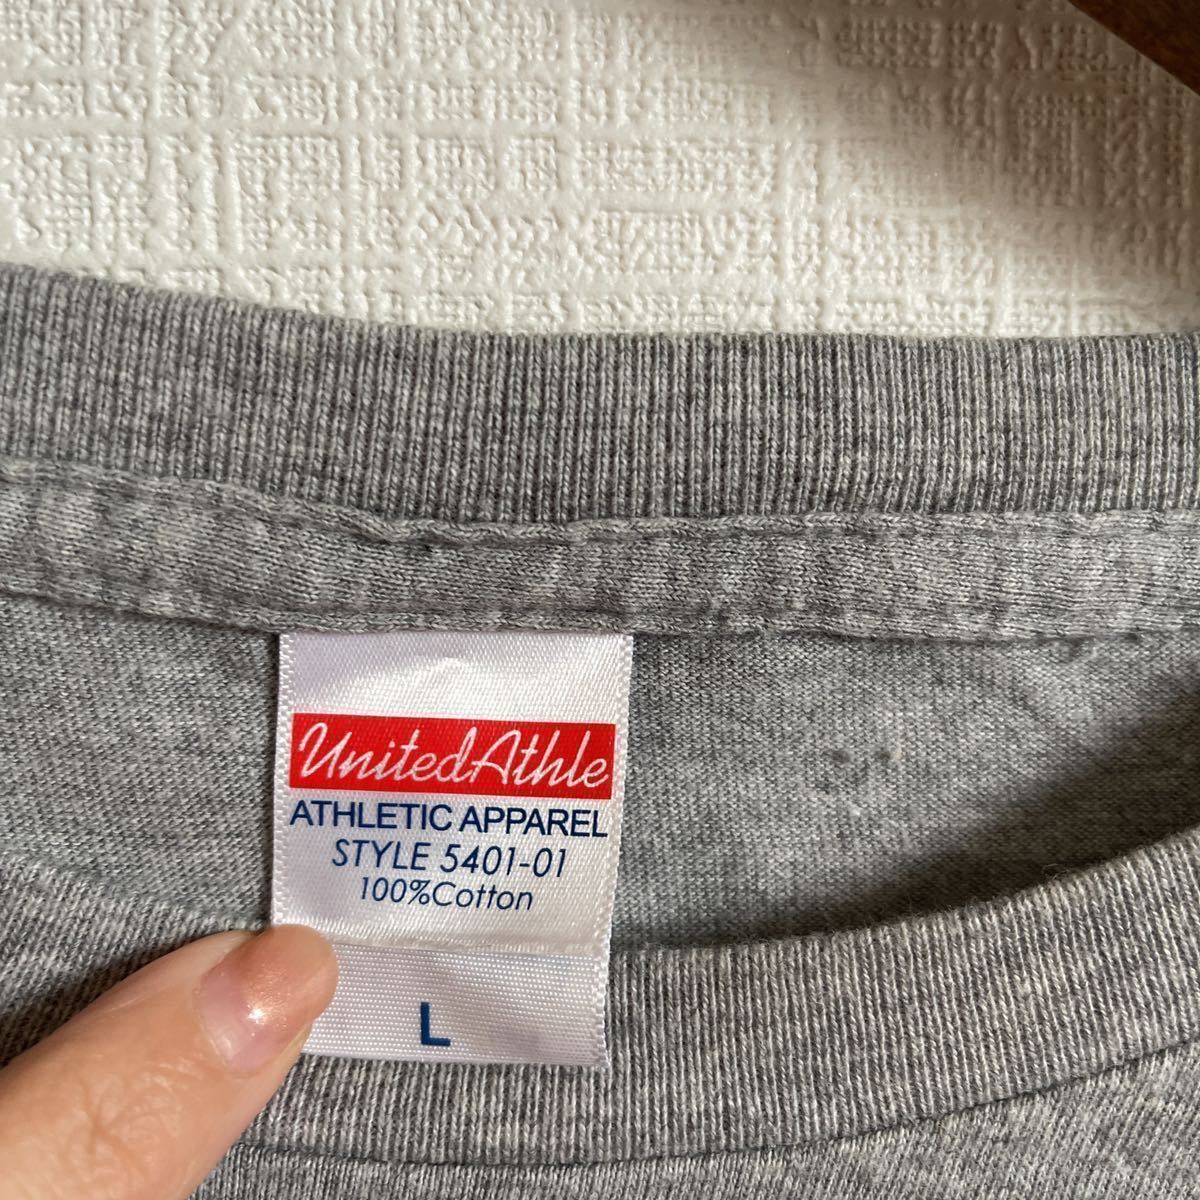 UnitedAthle
ATHLETIC APPAREL
STYLE 5401-01
100%Cotton
L